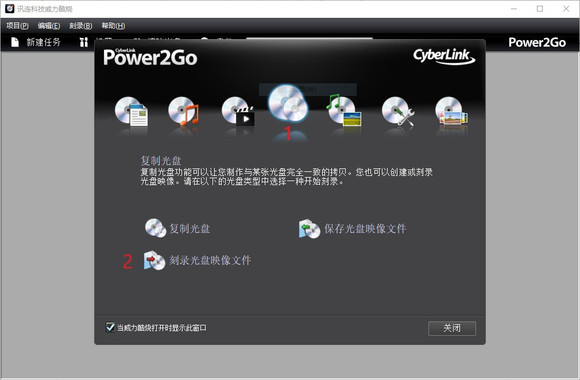 讯连科技威力酷烧
项目(P) 编辑(E) 刻录(B) 帮助(H)
新建任务
Power2Go
CyberLink
Power2Go
CyberLink
1
复制光盘
复制光盘功能可以让您制作与某张光盘完全一致的拷贝。您也可以创建或刻录
光盘映像。请在以下的光盘类型中选择一种开始刻录。
复制光盘
保存光盘映像文件
2
刻录光盘映像文件
当威力酷烧打开时显示此窗口
关闭